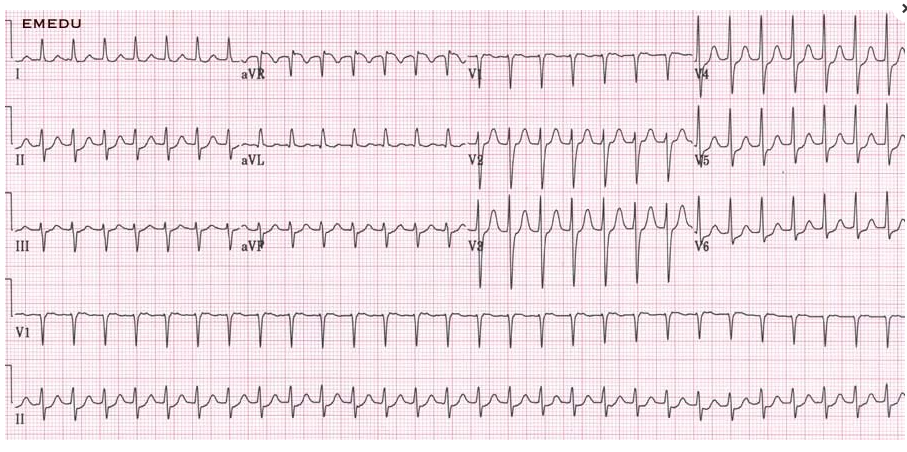 EMEDU
I aVR V1 V4
II aVL V2 V5
III aVF V3 V6
V1
II